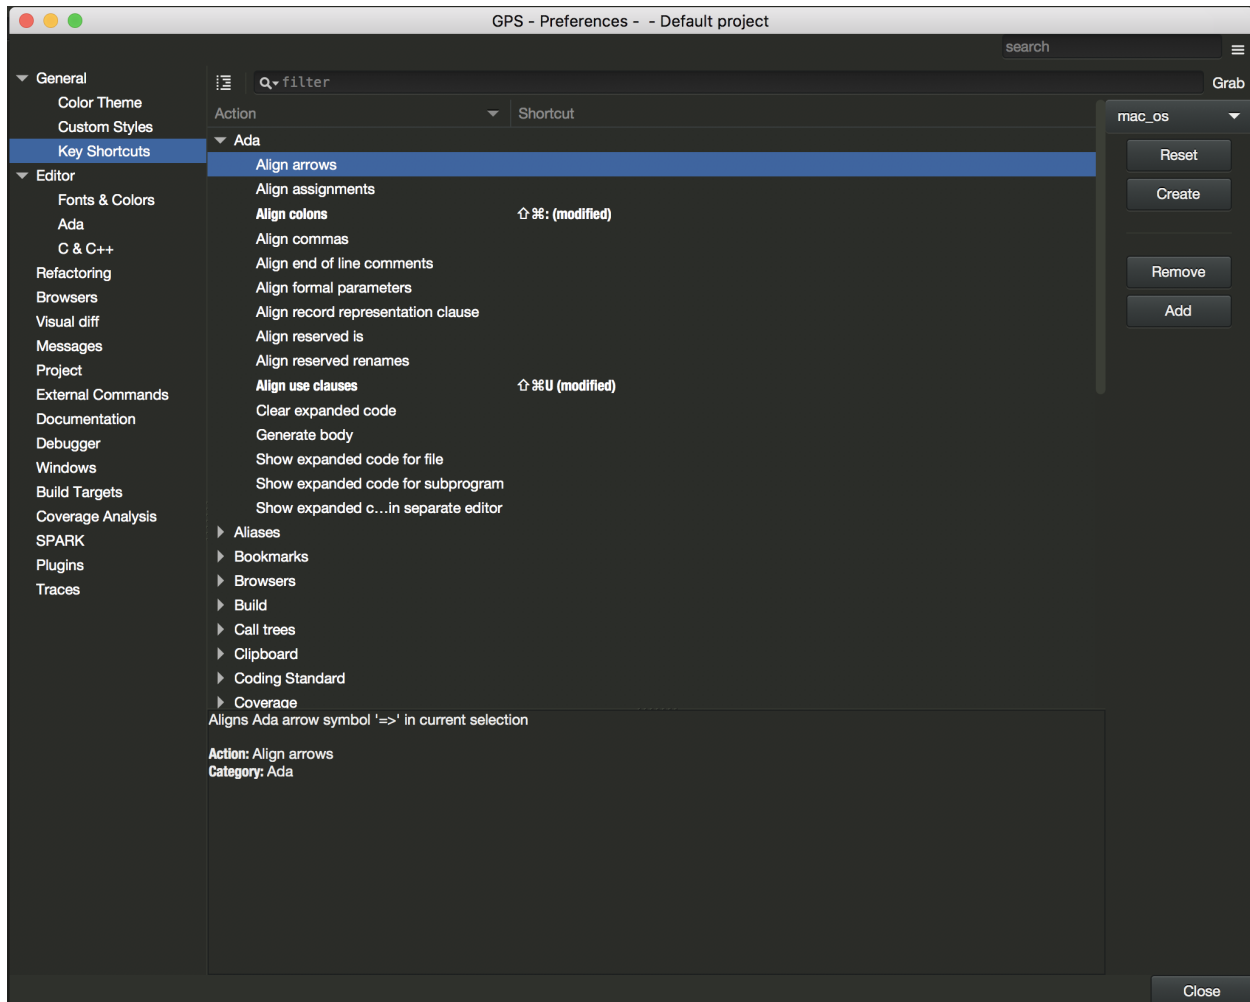 GPS - Preferences -  - Default project
search
General
Color Theme
Custom Styles
Key Shortcuts
Editor
Fonts & Colors
Ada
C & C++
Refactoring
Browsers
Visual diff
Messages
Project
External Commands
Documentation
Debugger
Windows
Build Targets
Coverage Analysis
SPARK
Plugins
Traces
filter
Grab
Action Shortcut
Ada
Align arrows
Align assignments
Align colons ⇧⌘: (modified)
Align commas
Align end of line comments
Align formal parameters
Align record representation clause
Align reserved is
Align reserved renames
Align use clauses ⇧⌘U (modified)
Clear expanded code
Generate body
Show expanded code for file
Show expanded code for subprogram
Show expanded c...in separate editor
Aliases
Bookmarks
Browsers
Build
Call trees
Clipboard
Coding Standard
Coverage
mac_os
Reset
Create
Remove
Add
Aligns Ada arrow symbol '=>' in current selection
Action: Align arrows
Category: Ada
Close